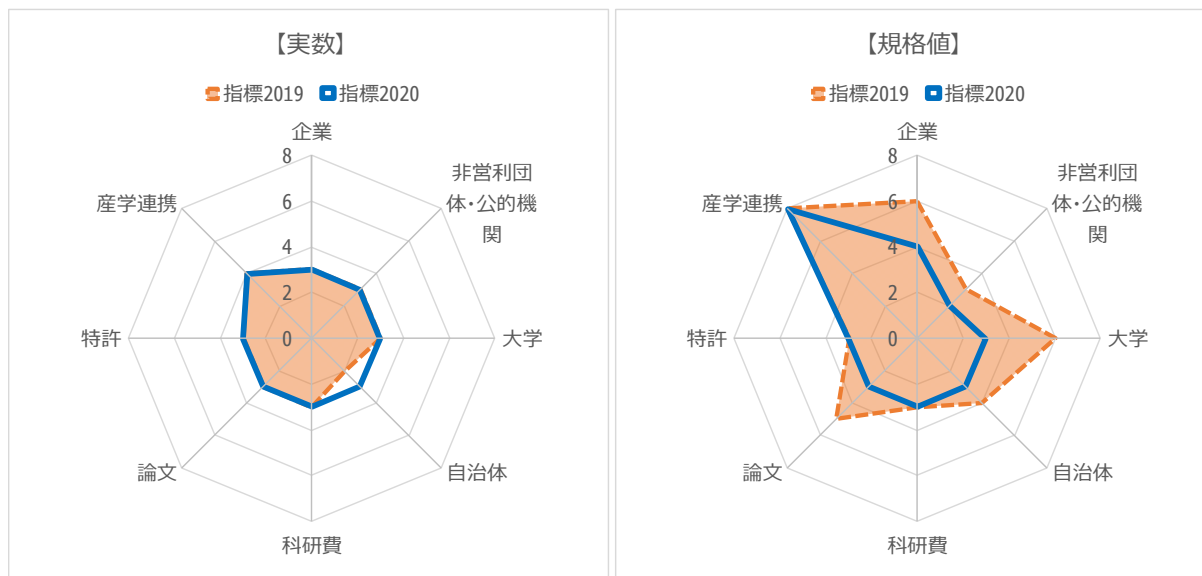 【実数】
指標2019 指標2020
企業
非営利団
体・公的機
関
大学
自治体
科研費
論文
特許
産学連携
8
6
4
2
0
【規格値】
指標2019 指標2020
企業
非営利団
体・公的機
関
大学
自治体
科研費
論文
特許
産学連携
8
6
4
2
0